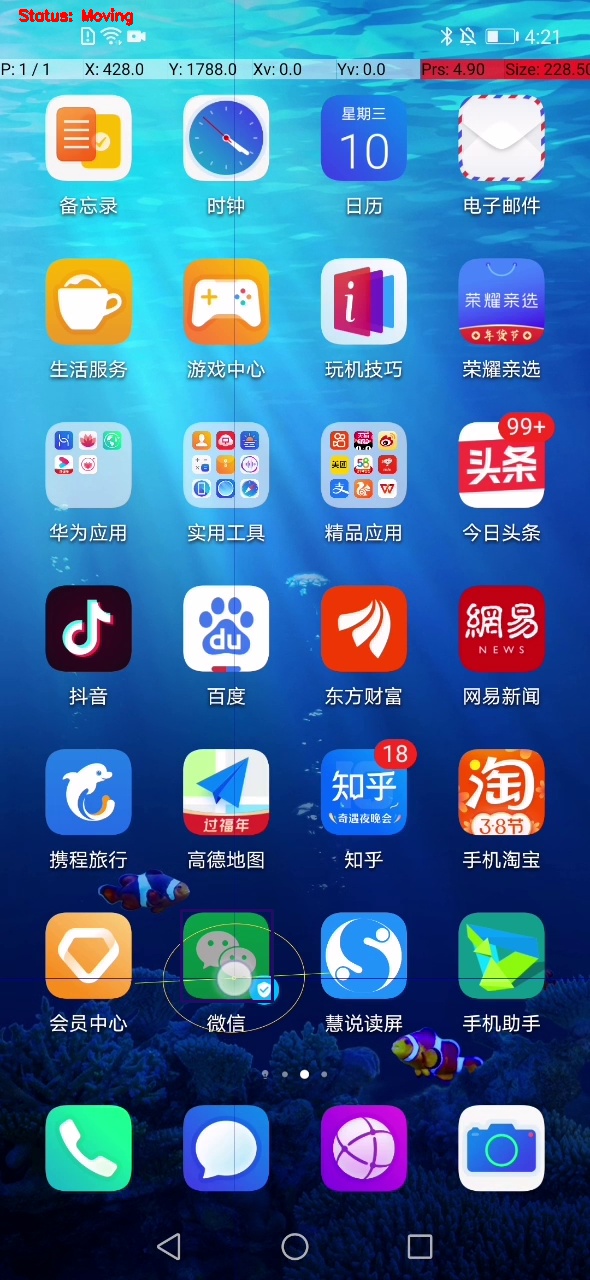 Status: Moving
4:21
P: 1 / 1 X: 428.0 Y: 1788.0 Xv: 0.0 Yv: 0.0 Prs: 4.90 Size: 228.50
星期三
10
备忘录 时钟 日历 电子邮件
i
荣耀亲选
年货节
生活服务 游戏中心 玩机技巧 荣耀亲选
美团
58
支
99+
头条
华为应用 实用工具 精品应用 今日头条
du
網易
NEWS
抖音 百度 东方财富 网易新闻
过福年
18
知乎
奇遇夜晚会
淘
3.8节
携程旅行 高德地图 知乎 手机淘宝
会员中心 微信 慧说读屏 手机助手